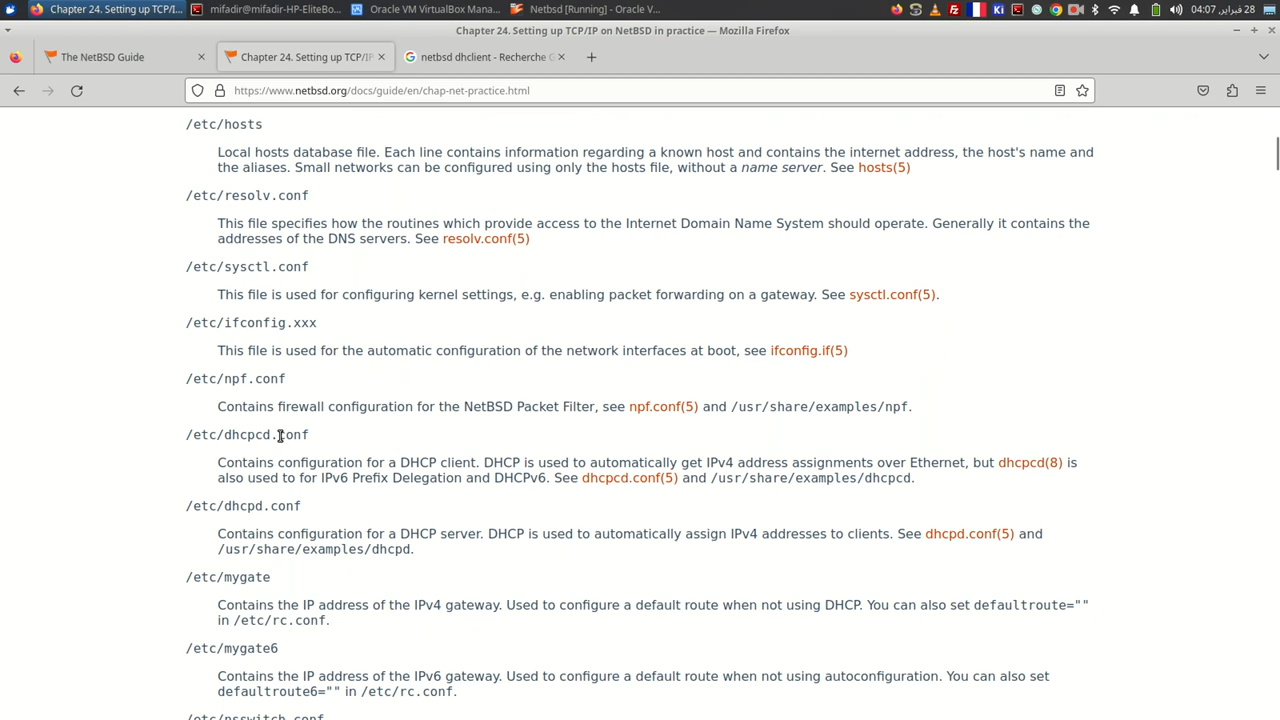 Chapter 24. Setting up TCP/I...
mifadir@mifadir-HP-EliteBo...
Oracle VM VirtualBox Mana...
Netbsd [Running] - Oracle V...
Ki
28 فبراير, 04:07
Chapter 24. Setting up TCP/IP on NetBSD in practice — Mozilla Firefox
The NetBSD Guide
Chapter 24. Setting up TCP/IP
netbsd dhclient - Recherche G
https://www.netbsd.org/docs/guide/en/chap-net-practice.html
/etc/hosts
Local hosts database file. Each line contains information regarding a known host and contains the internet address, the host's name and
the aliases. Small networks can be configured using only the hosts file, without a name server. See hosts(5)
/etc/resolv.conf
This file specifies how the routines which provide access to the Internet Domain Name System should operate. Generally it contains the
addresses of the DNS servers. See resolv.conf(5)
/etc/sysctl.conf
This file is used for configuring kernel settings, e.g. enabling packet forwarding on a gateway. See sysctl.conf(5).
/etc/ifconfig.xxx
This file is used for the automatic configuration of the network interfaces at boot, see ifconfig.if(5)
/etc/npf.conf
Contains firewall configuration for the NetBSD Packet Filter, see npf.conf(5) and /usr/share/examples/npf.
/etc/dhcpcd.conf
Contains configuration for a DHCP client. DHCP is used to automatically get IPv4 address assignments over Ethernet, but dhcpcd(8) is
also used to for IPv6 Prefix Delegation and DHCPv6. See dhcpcd.conf(5) and /usr/share/examples/dhcpcd.
/etc/dhcpd.conf
Contains configuration for a DHCP server. DHCP is used to automatically assign IPv4 addresses to clients. See dhcpd.conf(5) and
/usr/share/examples/dhcpd.
/etc/mygate
Contains the IP address of the IPv4 gateway. Used to configure a default route when not using DHCP. You can also set defaultroute=""
in /etc/rc.conf.
/etc/mygate6
Contains the IP address of the IPv6 gateway. Used to configure a default route when not using autoconfiguration. You can also set
defaultroute6="" in /etc/rc.conf.
/etc/nsswitch.conf